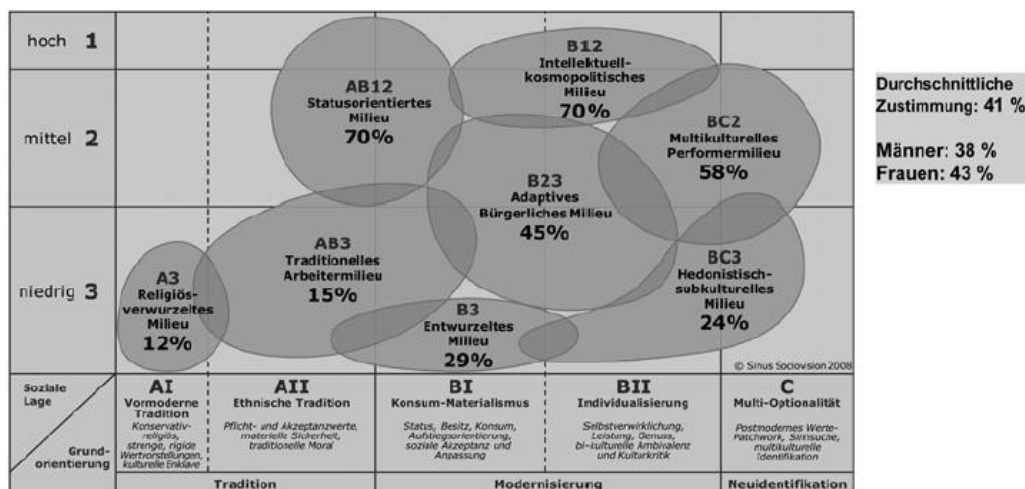 hoch 1
mittel 2
niedrig 3
AB12
Statusorientiertes
Milieu
70%
B12
Intellektuell-
kosmopolitisches
Milieu
70%
BC2
Multikulturelles
Performermilieu
58%
B23
Adaptives
Bürgerliches Milieu
45%
AB3
Traditionelles
Arbeitermilieu
15%
A3
Religiös-
verwurzeltes
Milieu
12%
B3
Entwurzeltes
Milieu
29%
BC3
Hedonistisch-
subkulturelles
Milieu
24%
© Sinus Sociovision 2008
Durchschnittliche
Zustimmung: 41 %
Männer: 38 %
Frauen: 43 %
Soziale
Lage
Grund-
orientierung
AI
Vormoderne
Tradition
Konservativ-
religiös,
strenge, rigide
Wertvorstellungen,
kulturelle Enklave
AII
Ethnische Tradition
Pflicht- und Akzeptanzwerte,
materielle Sicherheit,
traditionelle Moral
BI
Konsum-Materialismus
Status, Besitz, Konsum,
Aufstiegsorientierung,
soziale Akzeptanz und
Anpassung
BII
Individualisierung
Selbstverwirklichung,
Leistung, Genuss,
bi-kulturelle Ambivalenz
und Kulturkritik
C
Multi-Optionalität
Postmodernes Werte-
Patchwork, Sinnsuche,
multikulturelle
Identifikation
Tradition
Modernisierung
Neuidentifikation